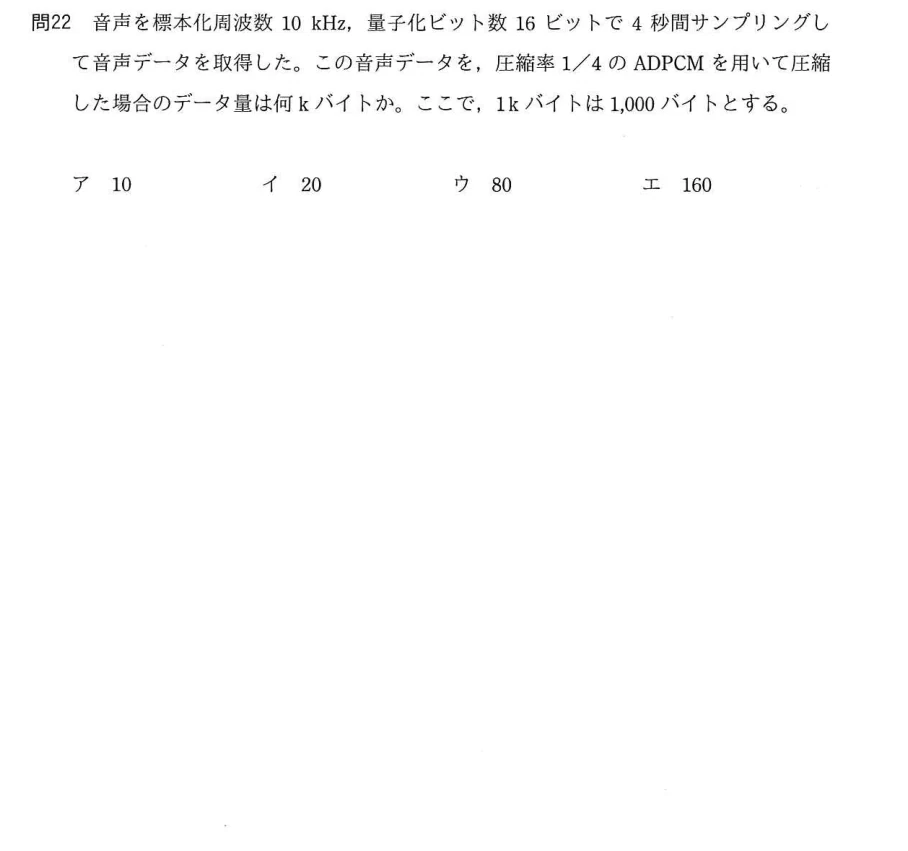 問22 音声を標本化周波数 10 kHz，量子化ビット数 16 ビットで 4 秒間サンプリングし
て音声データを取得した。この音声データを，圧縮率 1／4 の ADPCM を用いて圧縮
した場合のデータ量は何 k バイトか。ここで，1 k バイトは 1,000 バイトとする。
ア 10 イ 20 ウ 80 エ 160